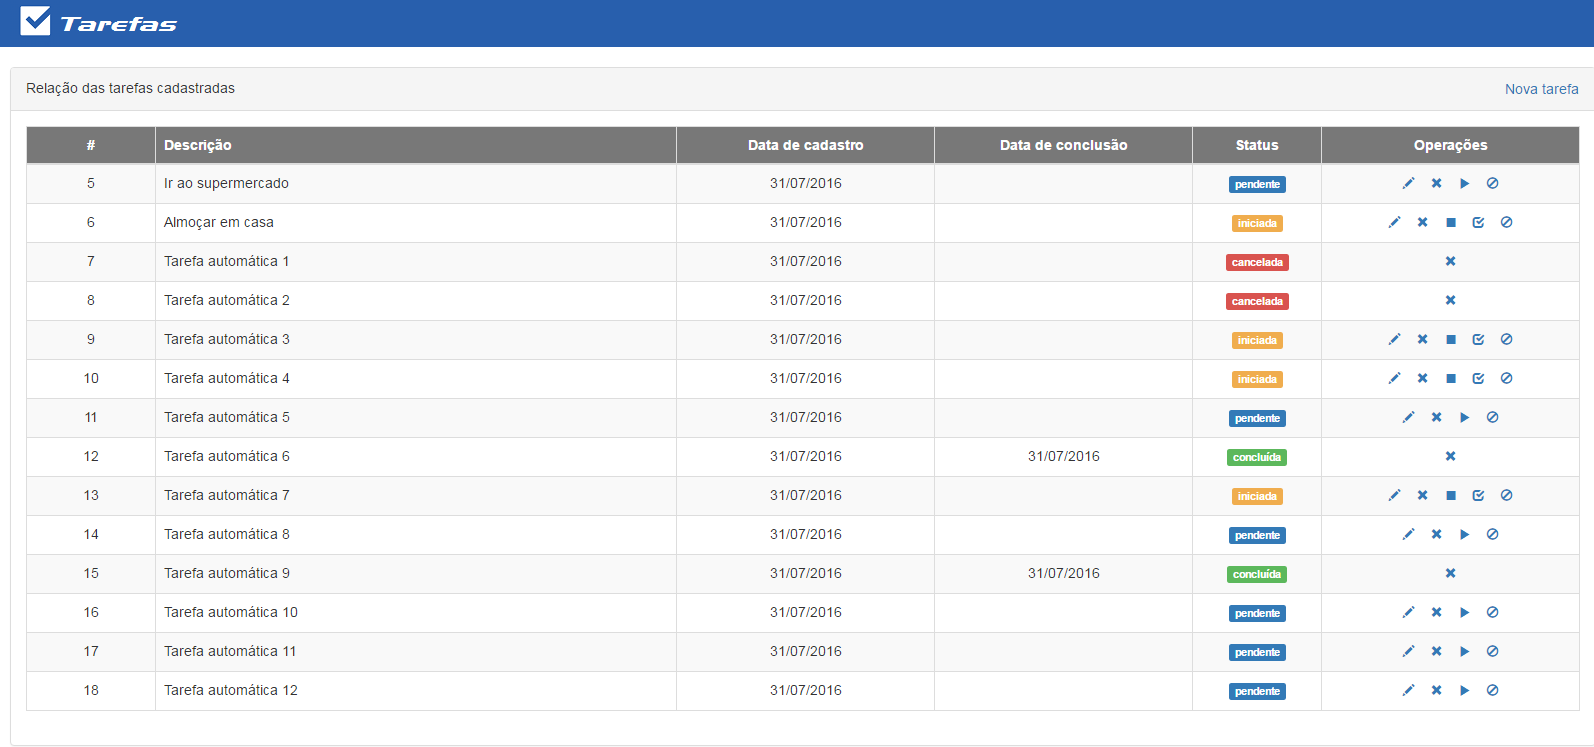 Tarefas
Relação das tarefas cadastradas Nova tarefa
# Descrição Data de cadastro Data de conclusão Status Operações
5 Ir ao supermercado 31/07/2016 pendente
6 Almoçar em casa 31/07/2016 iniciada
7 Tarefa automática 1 31/07/2016 cancelada
8 Tarefa automática 2 31/07/2016 cancelada
9 Tarefa automática 3 31/07/2016 iniciada
10 Tarefa automática 4 31/07/2016 iniciada
11 Tarefa automática 5 31/07/2016 pendente
12 Tarefa automática 6 31/07/2016 31/07/2016 concluída
13 Tarefa automática 7 31/07/2016 iniciada
14 Tarefa automática 8 31/07/2016 pendente
15 Tarefa automática 9 31/07/2016 31/07/2016 concluída
16 Tarefa automática 10 31/07/2016 pendente
17 Tarefa automática 11 31/07/2016 pendente
18 Tarefa automática 12 31/07/2016 pendente